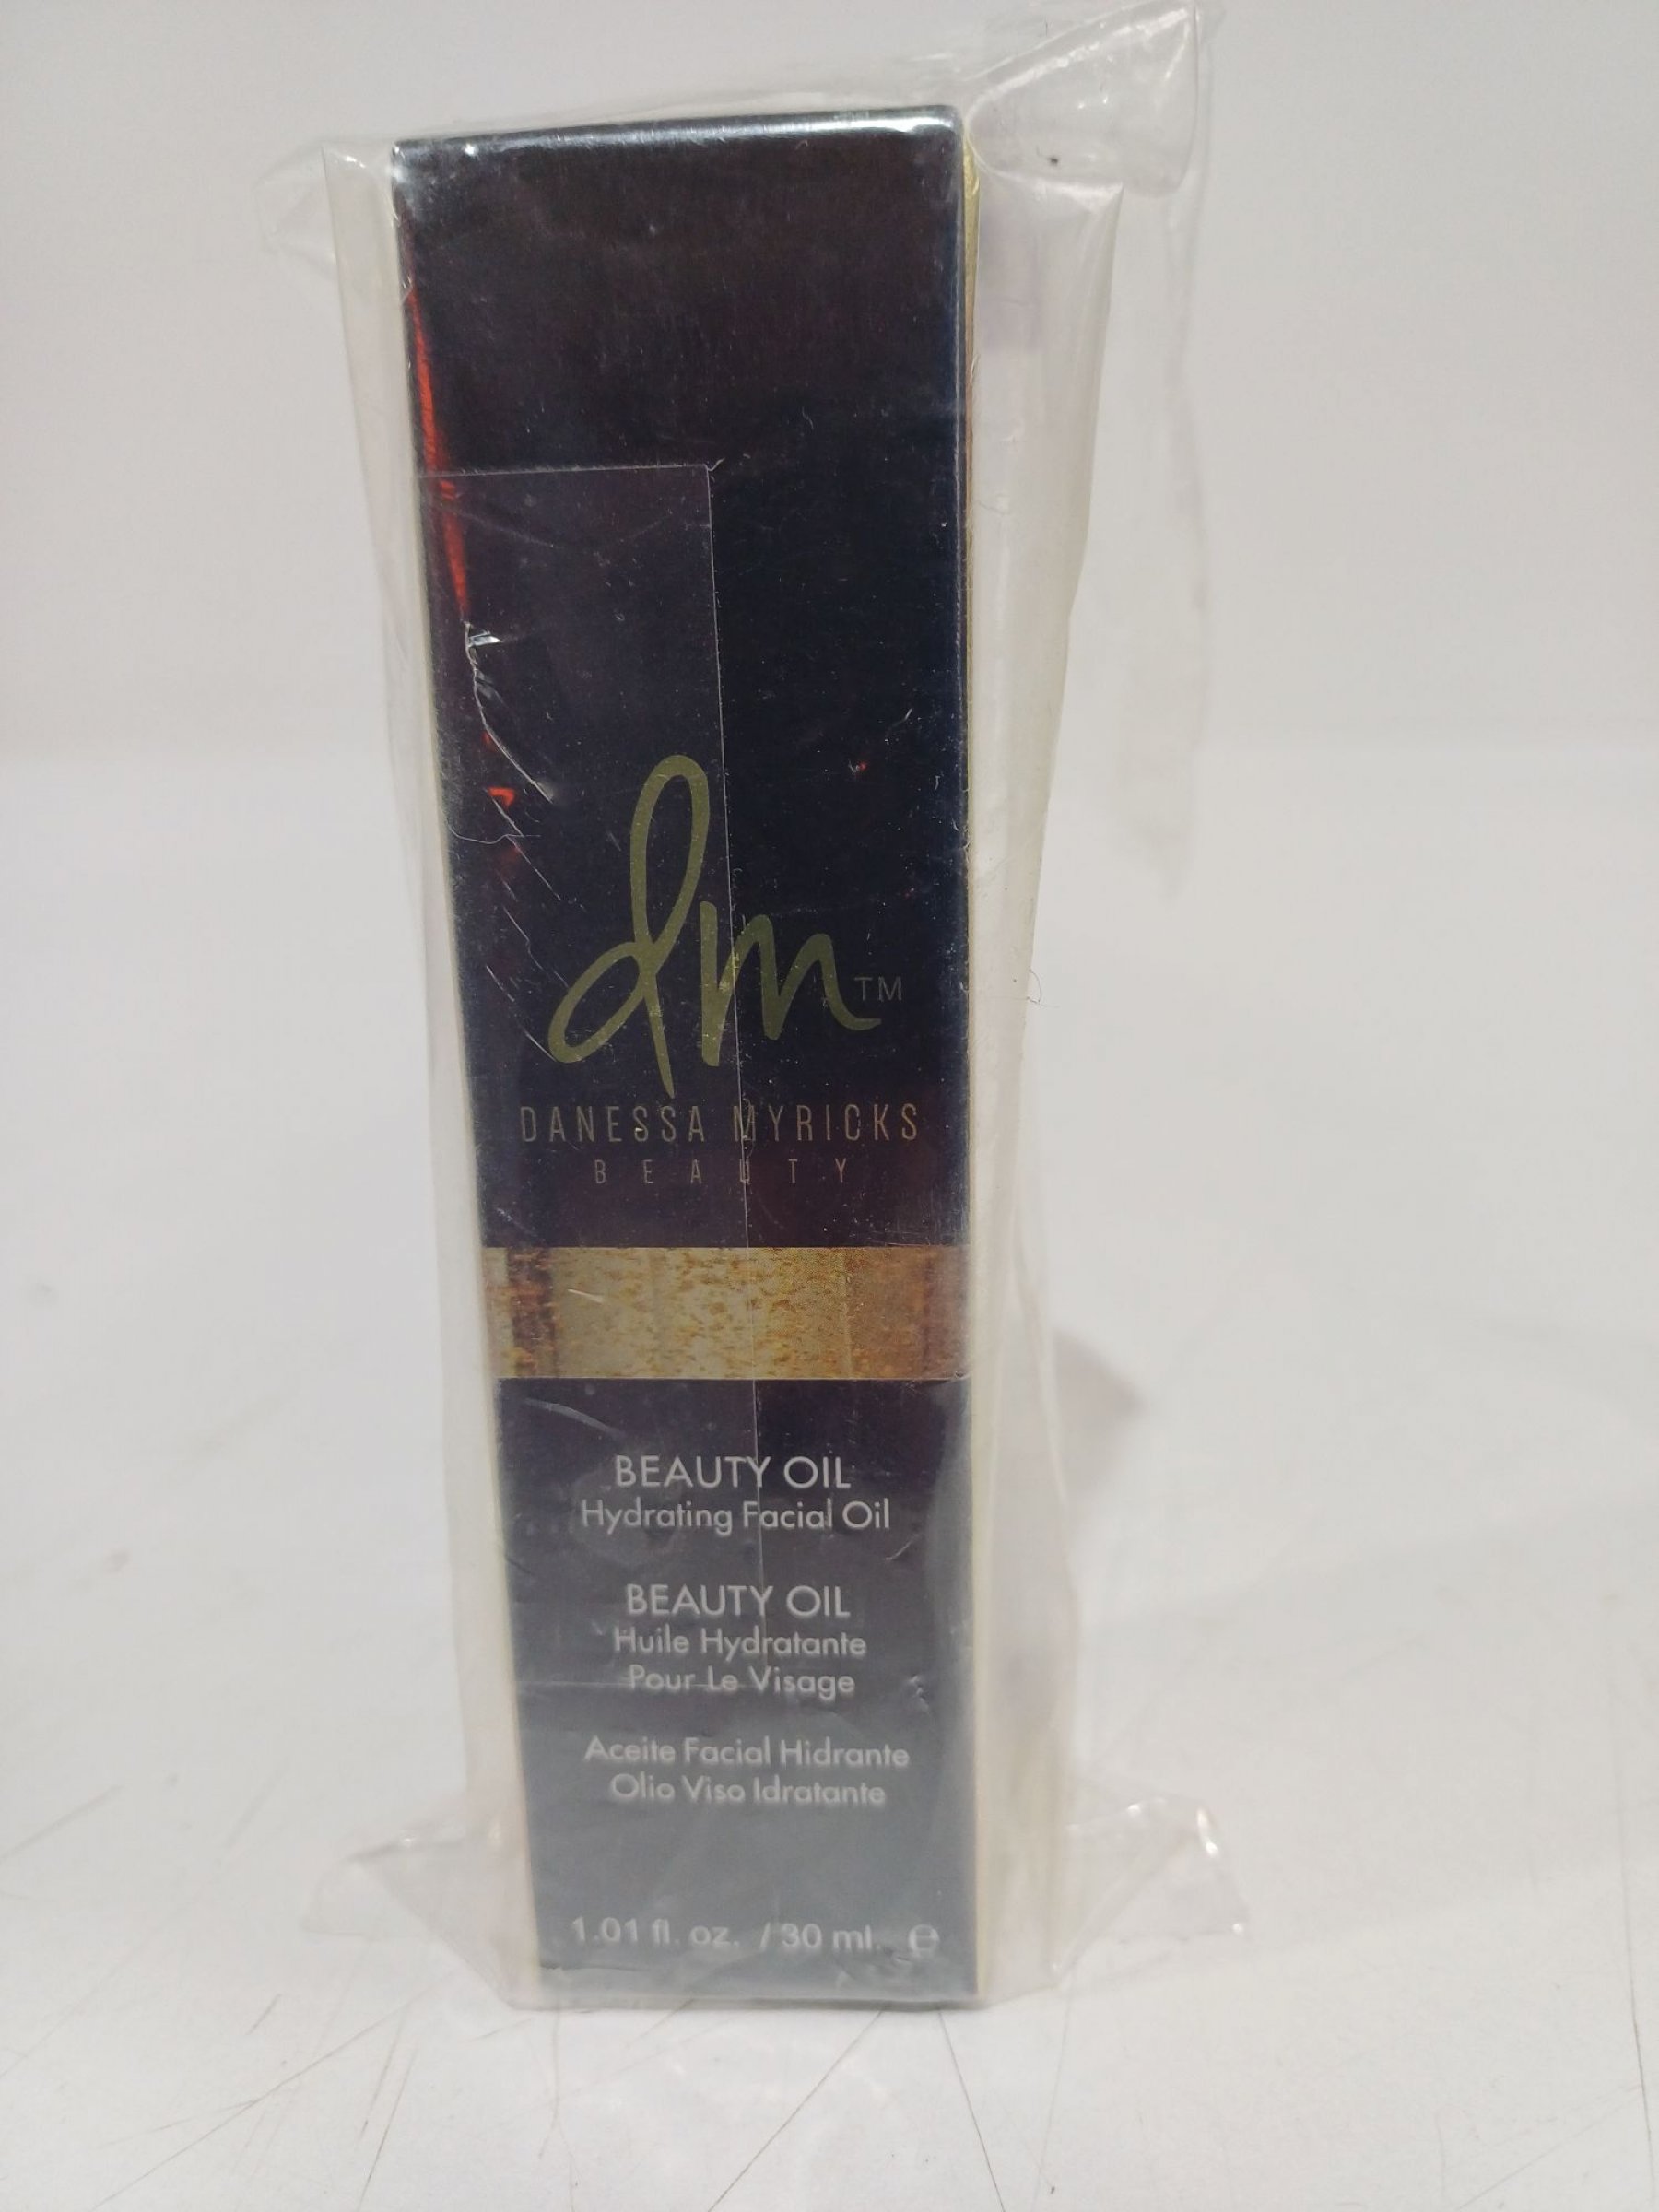 dm™
DANESSA MYRICKS
BEAUTY
BEAUTY OIL
Hydrating Facial Oil
BEAUTY OIL
Huile Hydratante
Pour Le Visage
Aceite Facial Hidrante
Olio Viso Idratante
1.01 fl. oz. / 30 ml. ℮